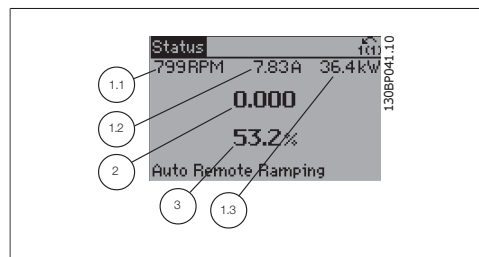 Status 1(1)
799RPM 7.83A 36.4kW
0.000
53.2%
Auto Remote Ramping
1.1
1.2
2
3
1.3
130BP041.10